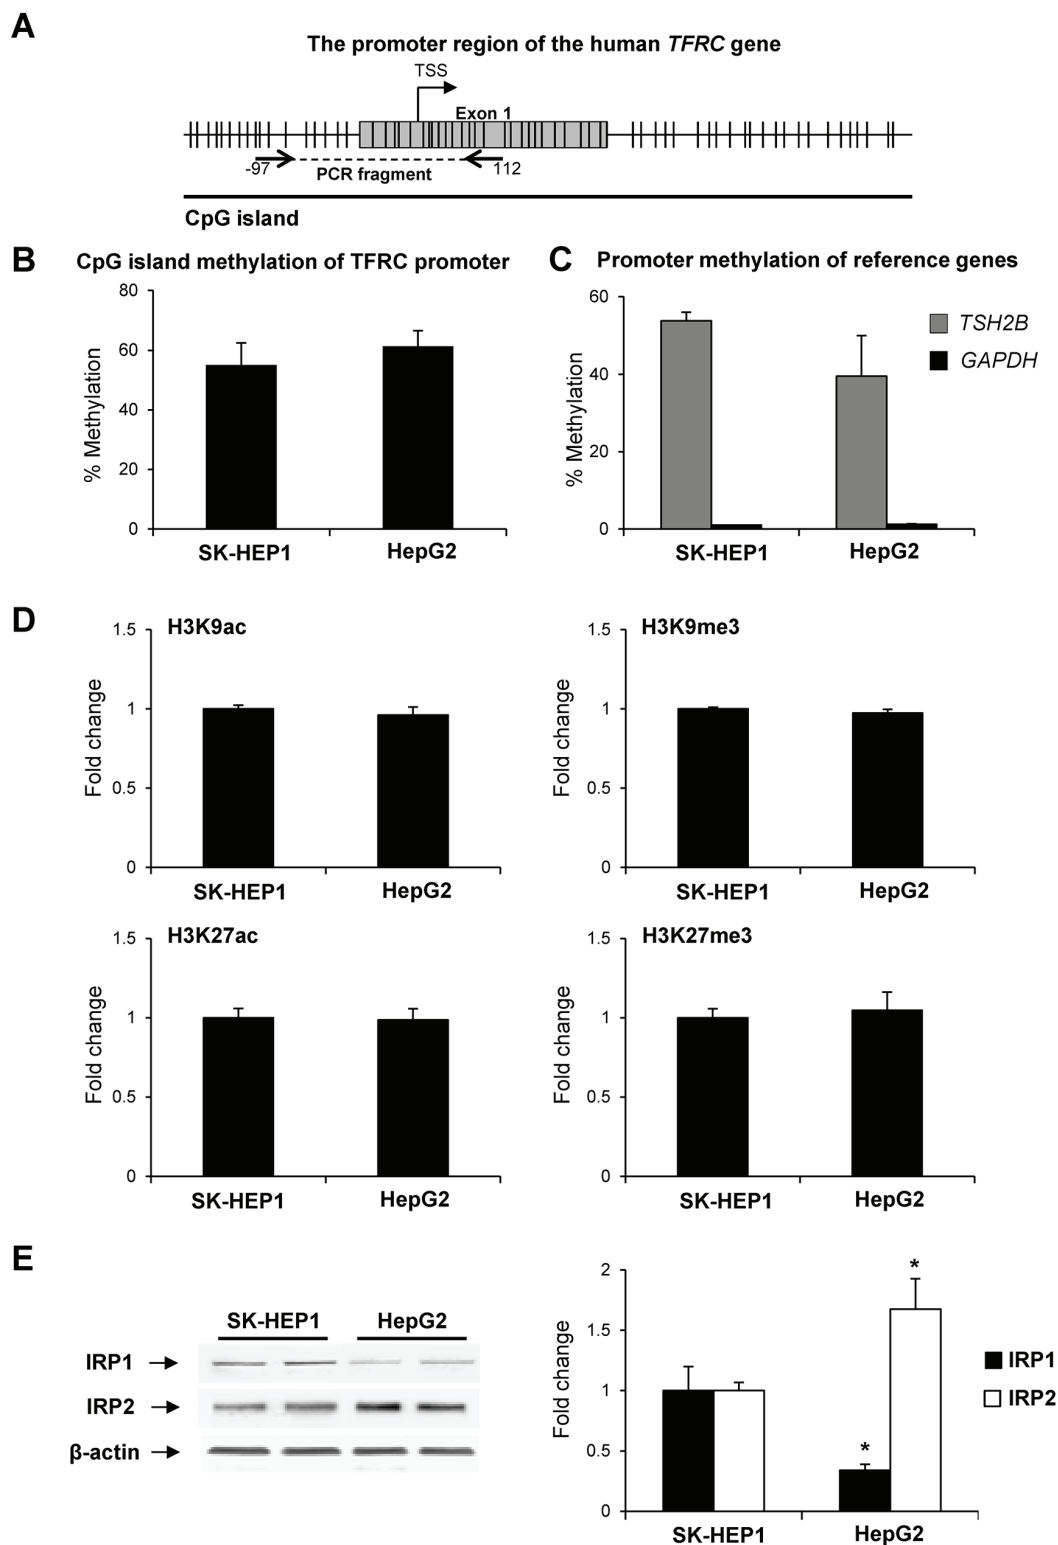 A
The promoter region of the human TFRC gene
TSS
Exon 1
-97
PCR fragment
112
CpG island
B
CpG island methylation of TFRC promoter
% Methylation
80
60
40
20
0
SK-HEP1
HepG2
C
Promoter methylation of reference genes
% Methylation
60
40
20
0
SK-HEP1
HepG2
TSH2B
GAPDH
D
H3K9ac
Fold change
1.5
1
0.5
0
SK-HEP1
HepG2
H3K9me3
Fold change
1.5
1
0.5
0
SK-HEP1
HepG2
H3K27ac
Fold change
1.5
1
0.5
0
SK-HEP1
HepG2
H3K27me3
Fold change
1.5
1
0.5
0
SK-HEP1
HepG2
E
SK-HEP1
HepG2
IRP1
IRP2
β-actin
Fold change
2
1.5
1
0.5
0
*
*
SK-HEP1
HepG2
IRP1
IRP2